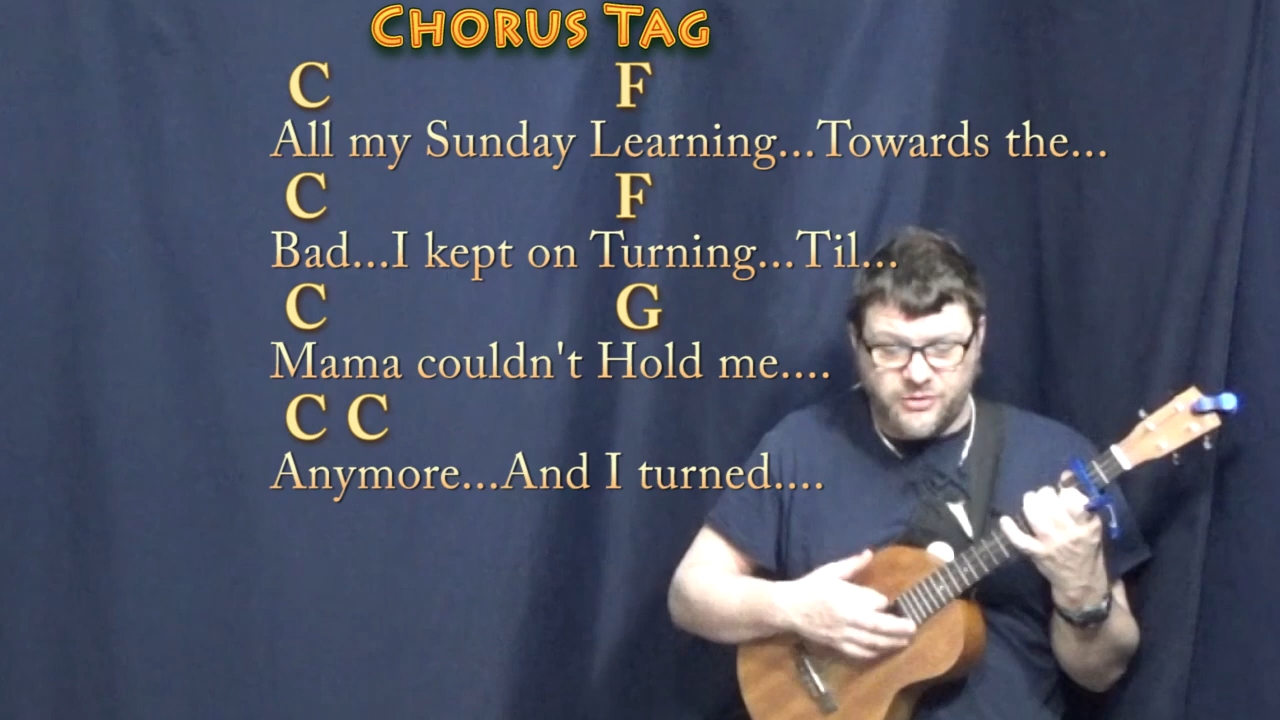 CHORUS TAG
C F
All my Sunday Learning...Towards the...
C F
Bad...I kept on Turning...Til...
C G
Mama couldn't Hold me....
C C
Anymore...And I turned....